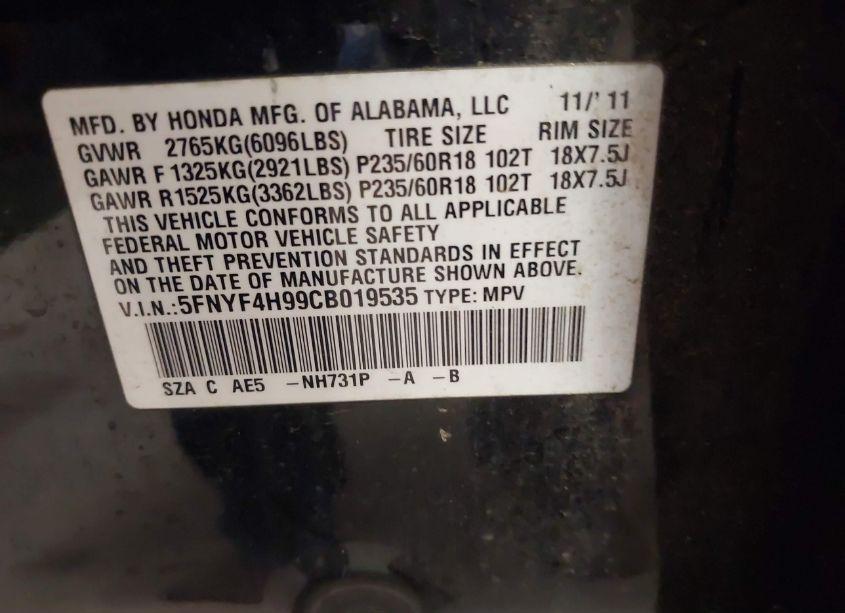 MFD. BY HONDA MFG. OF ALABAMA, LLC 11/'11
GVWR 2765KG(6096LBS) TIRE SIZE RIM SIZE
GAWR F 1325KG(2921LBS) P235/60R18 102T 18X7.5J
GAWR R1525KG(3362LBS) P235/60R18 102T 18X7.5J
THIS VEHICLE CONFORMS TO ALL APPLICABLE
FEDERAL MOTOR VEHICLE SAFETY
AND THEFT PREVENTION STANDARDS IN EFFECT
ON THE DATE OF MANUFACTURE SHOWN ABOVE.
V.I.N.:5FNYF4H99CB019535 TYPE: MPV
SZA C AE5 -NH731P -A -B